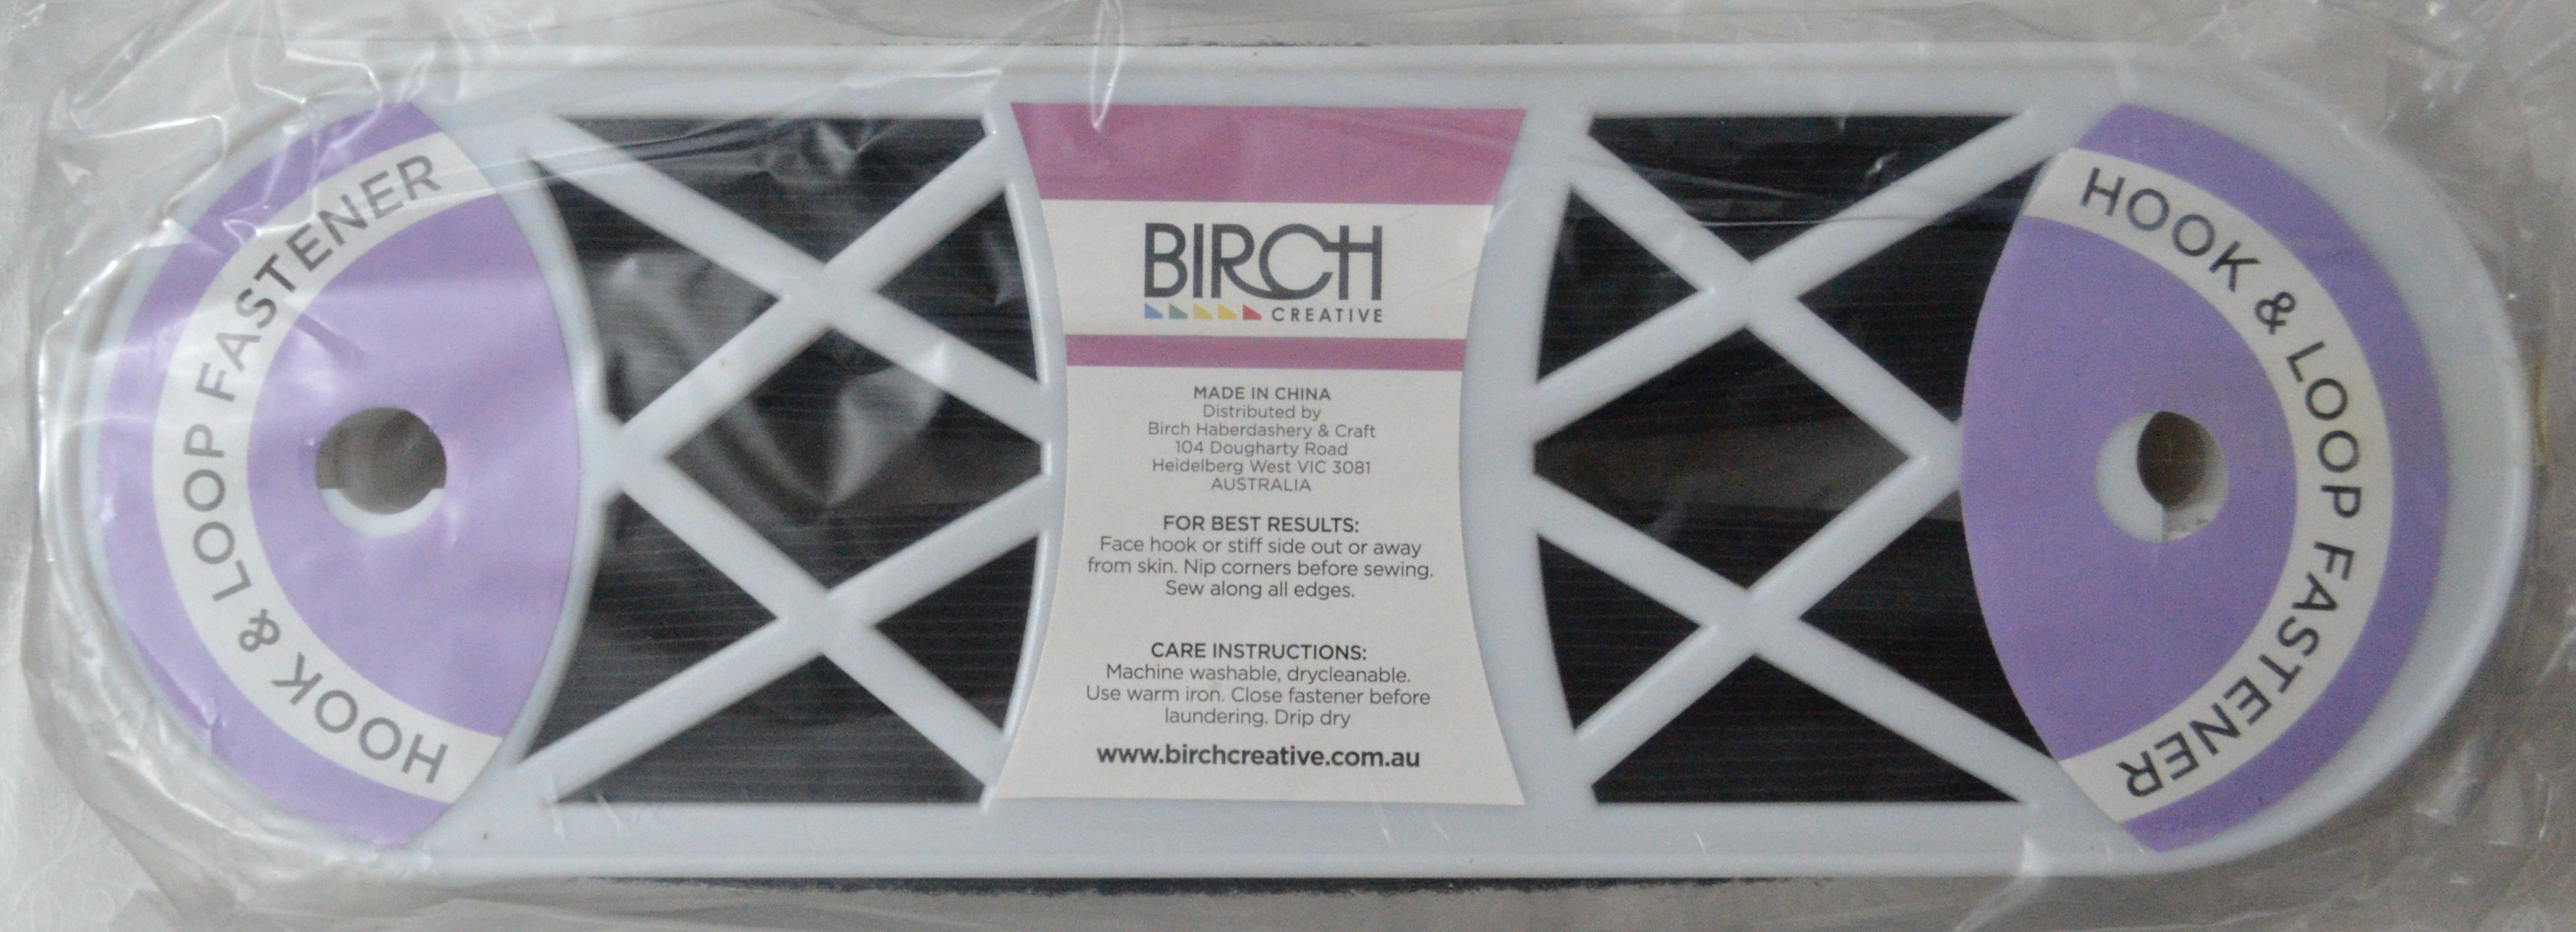 HOOK & LOOP FASTENER
BIRCH
CREATIVE
MADE IN CHINA
Distributed by
Birch Haberdashery & Craft
104 Dougharty Road
Heidelberg West VIC 3081
AUSTRALIA
FOR BEST RESULTS:
Face hook or stiff side out or away
from skin. Nip corners before sewing.
Sew along all edges.
CARE INSTRUCTIONS:
Machine washable, drycleanable.
Use warm iron. Close fastener before
laundering. Drip dry
www.birchcreative.com.au
HOOK & LOOP FASTENER